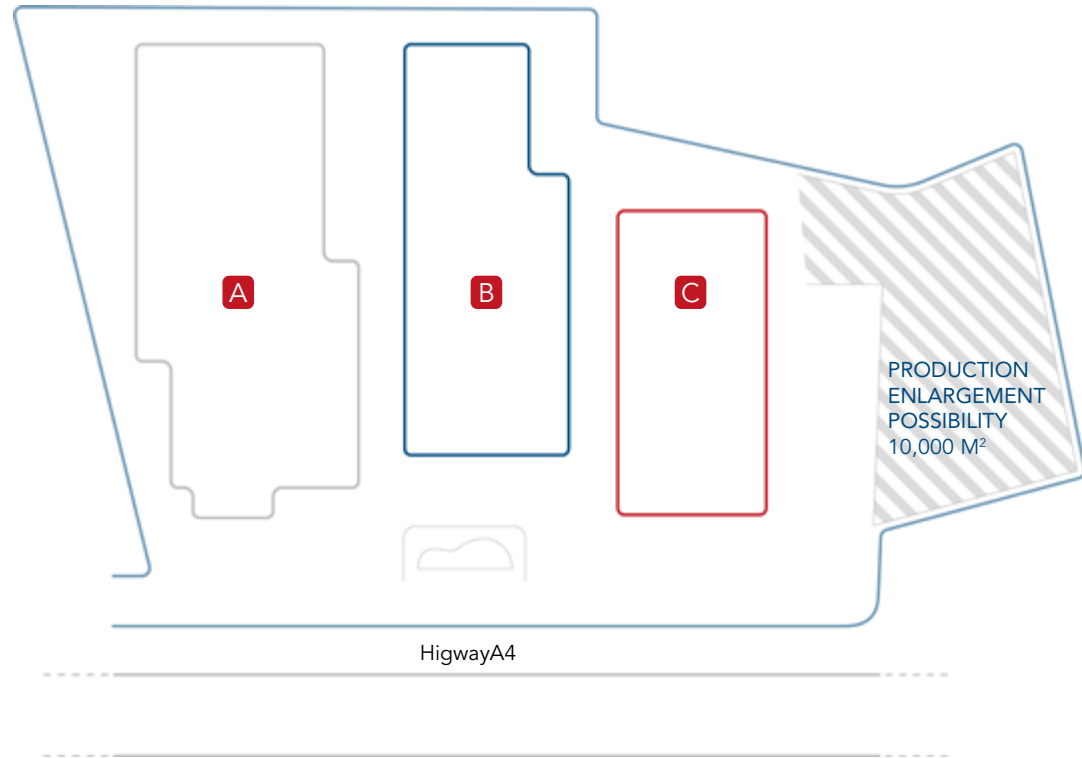 A
B
C
PRODUCTION
ENLARGEMENT
POSSIBILITY
10,000 M²
HigwayA4